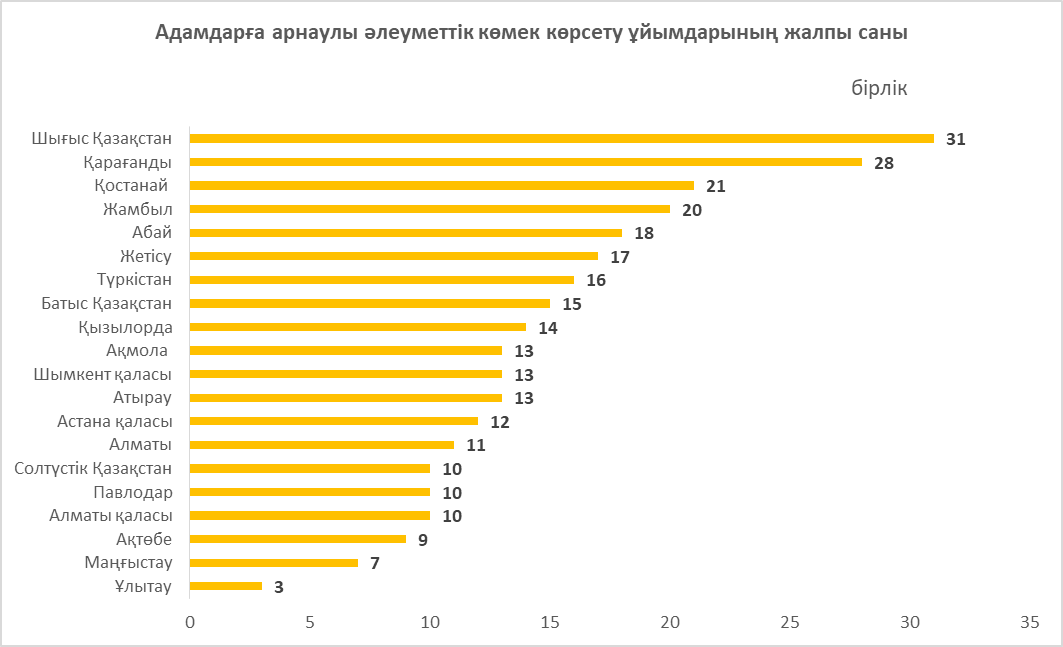 Адамдарға арнаулы әлеуметтік көмек көрсету ұйымдарының жалпы саны
бірлік
Шығыс Қазақстан 31
Қарағанды 28
Қостанай 21
Жамбыл 20
Абай 18
Жетісу 17
Түркістан 16
Батыс Қазақстан 15
Қызылорда 14
Ақмола 13
Шымкент қаласы 13
Атырау 13
Астана қаласы 12
Алматы 11
Солтүстік Қазақстан 10
Павлодар 10
Алматы қаласы 10
Ақтөбе 9
Маңғыстау 7
Ұлытау 3
0 5 10 15 20 25 30 35